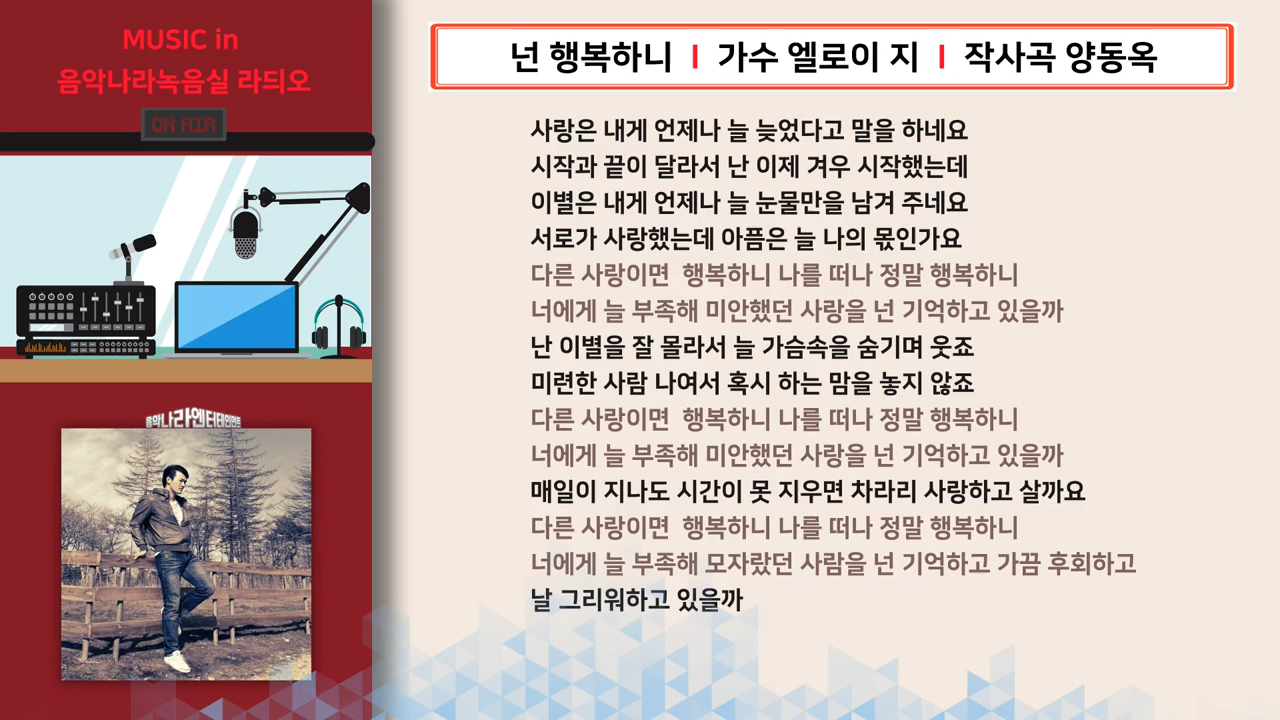 MUSIC in
음악나라녹음실 라듸오
ON AIR
음악나라엔터테인먼트
넌 행복하니 I 가수 엘로이 지 I 작사곡 양동옥
사랑은 내게 언제나 늘 늦었다고 말을 하네요
시작과 끝이 달라서 난 이제 겨우 시작했는데
이별은 내게 언제나 늘 눈물만을 남겨 주네요
서로가 사랑했는데 아픔은 늘 나의 몫인가요
다른 사랑이면 행복하니 나를 떠나 정말 행복하니
너에게 늘 부족해 미안했던 사랑을 넌 기억하고 있을까
난 이별을 잘 몰라서 늘 가슴속을 숨기며 웃죠
미련한 사람 나여서 혹시 하는 맘을 놓지 않죠
다른 사랑이면 행복하니 나를 떠나 정말 행복하니
너에게 늘 부족해 미안했던 사랑을 넌 기억하고 있을까
매일이 지나도 시간이 못 지우면 차라리 사랑하고 살까요
다른 사랑이면 행복하니 나를 떠나 정말 행복하니
너에게 늘 부족해 모자랐던 사람을 넌 기억하고 가끔 후회하고
날 그리워하고 있을까